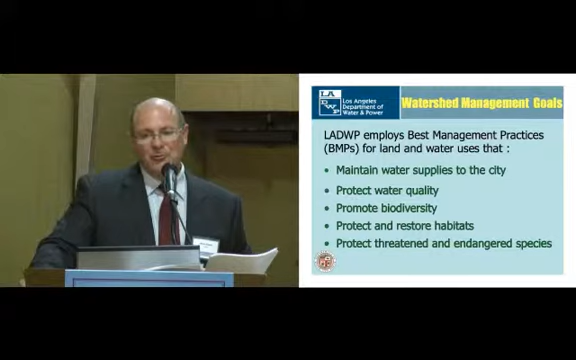 LA
DWP
Los Angeles
Department of
Water & Power
Watershed Management Goals
LADWP employs Best Management Practices
(BMPs) for land and water uses that :
• Maintain water supplies to the city
• Protect water quality
• Promote biodiversity
• Protect and restore habitats
• Protect threatened and endangered species